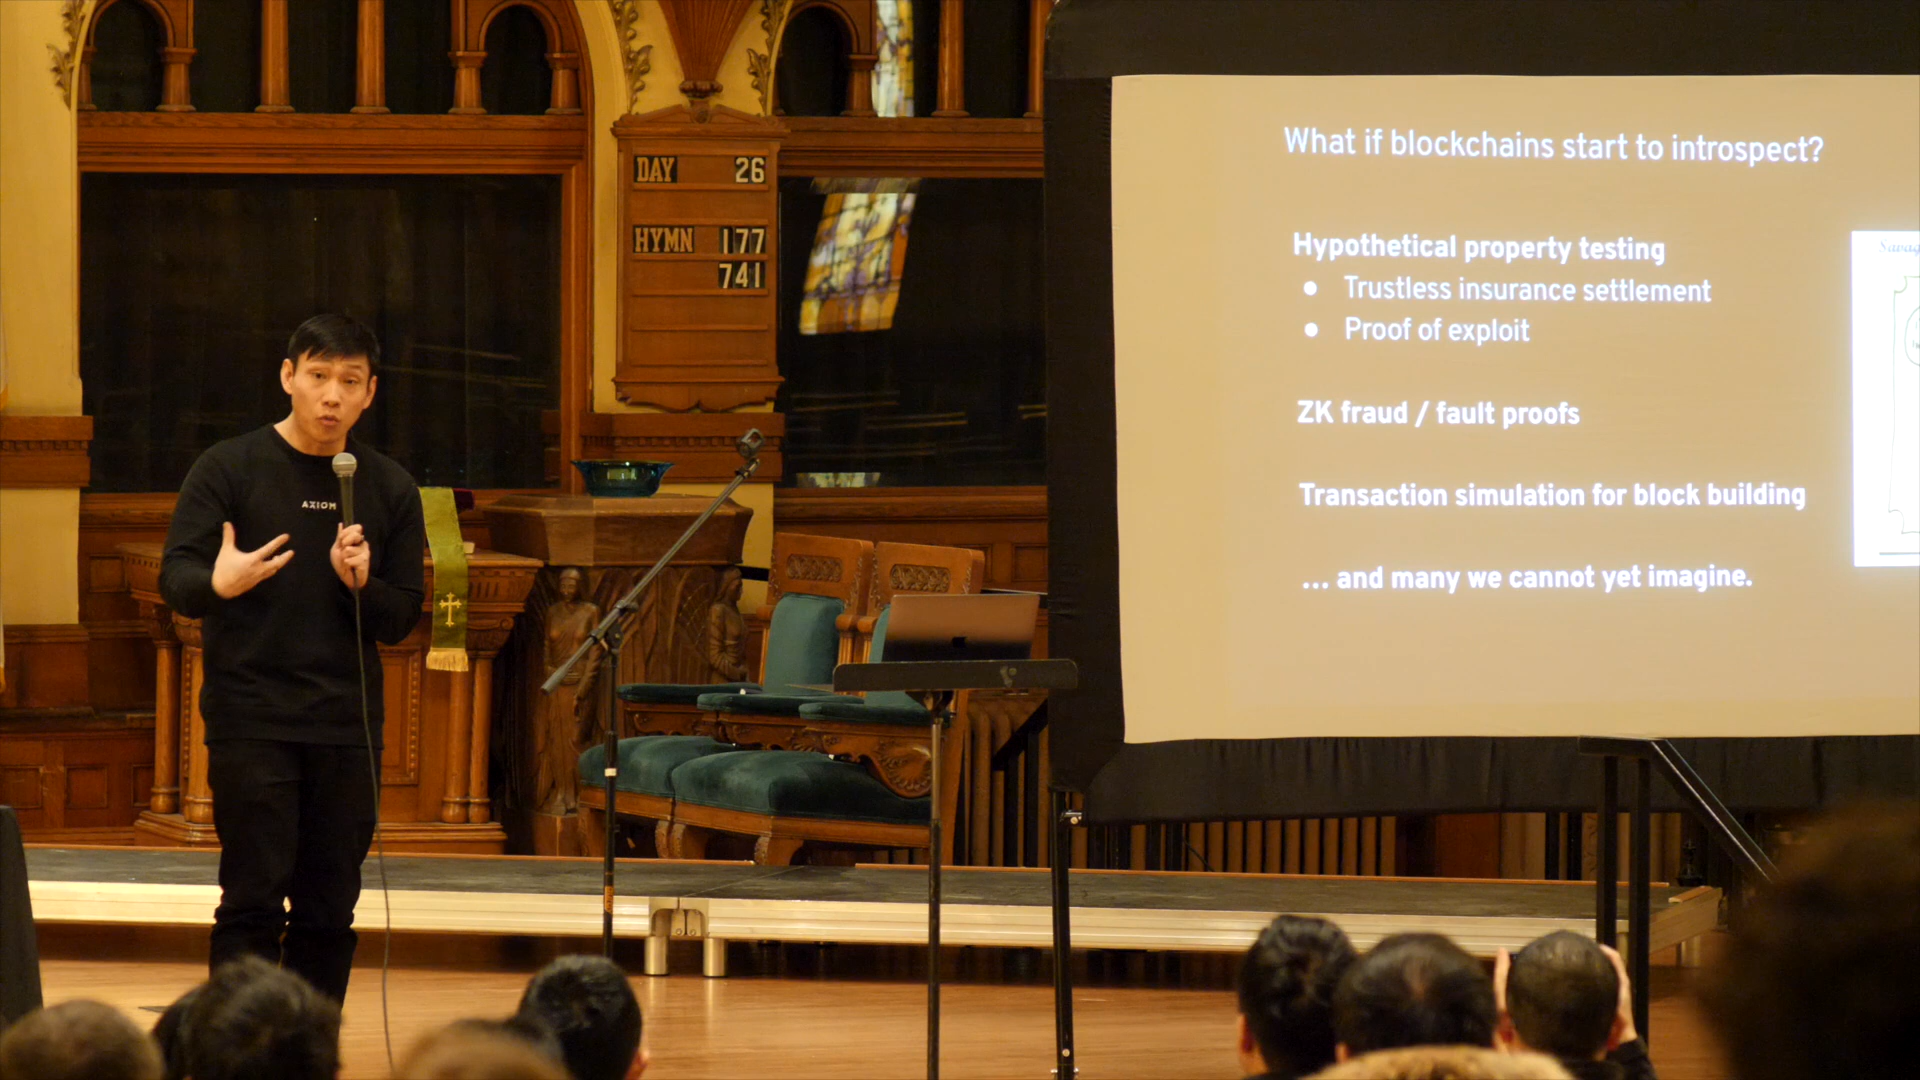 DAY 26
HYMN 177
741
AXIOM
What if blockchains start to introspect?
Hypothetical property testing
● Trustless insurance settlement
● Proof of exploit
ZK fraud / fault proofs
Transaction simulation for block building
... and many we cannot yet imagine.